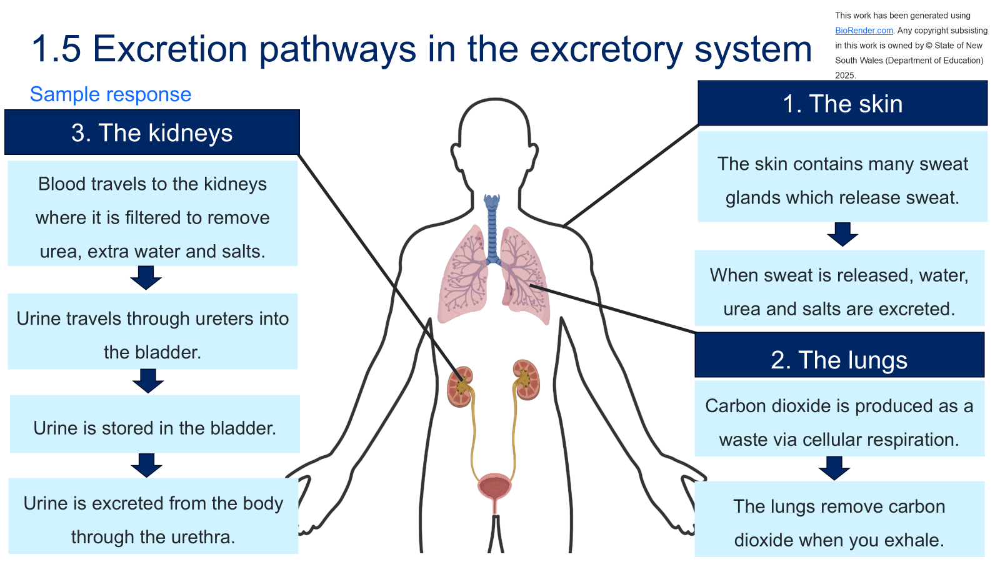 1.5 Excretion pathways in the excretory system
This work has been generated using
BioRender.com. Any copyright subsisting
in this work is owned by © State of New
South Wales (Department of Education)
2025.
Sample response
3. The kidneys
Blood travels to the kidneys
where it is filtered to remove
urea, extra water and salts.
Urine travels through ureters into
the bladder.
Urine is stored in the bladder.
Urine is excreted from the body
through the urethra.
1. The skin
The skin contains many sweat
glands which release sweat.
When sweat is released, water,
urea and salts are excreted.
2. The lungs
Carbon dioxide is produced as a
waste via cellular respiration.
The lungs remove carbon
dioxide when you exhale.